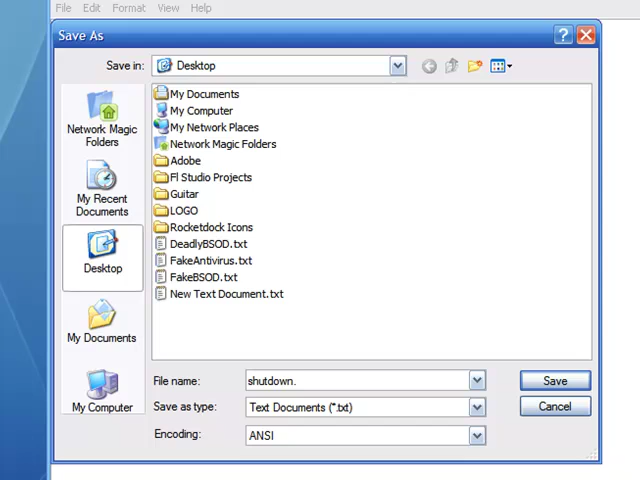 File Edit Format View Help
Save As
Save in: Desktop
Network Magic Folders
My Recent Documents
Desktop
My Documents
My Computer
My Documents
My Computer
My Network Places
Network Magic Folders
Adobe
Fl Studio Projects
Guitar
LOGO
Rocketdock Icons
DeadlyBSOD.txt
FakeAntivirus.txt
FakeBSOD.txt
New Text Document.txt
File name: shutdown. Save
Save as type: Text Documents (*.txt) Cancel
Encoding: ANSI